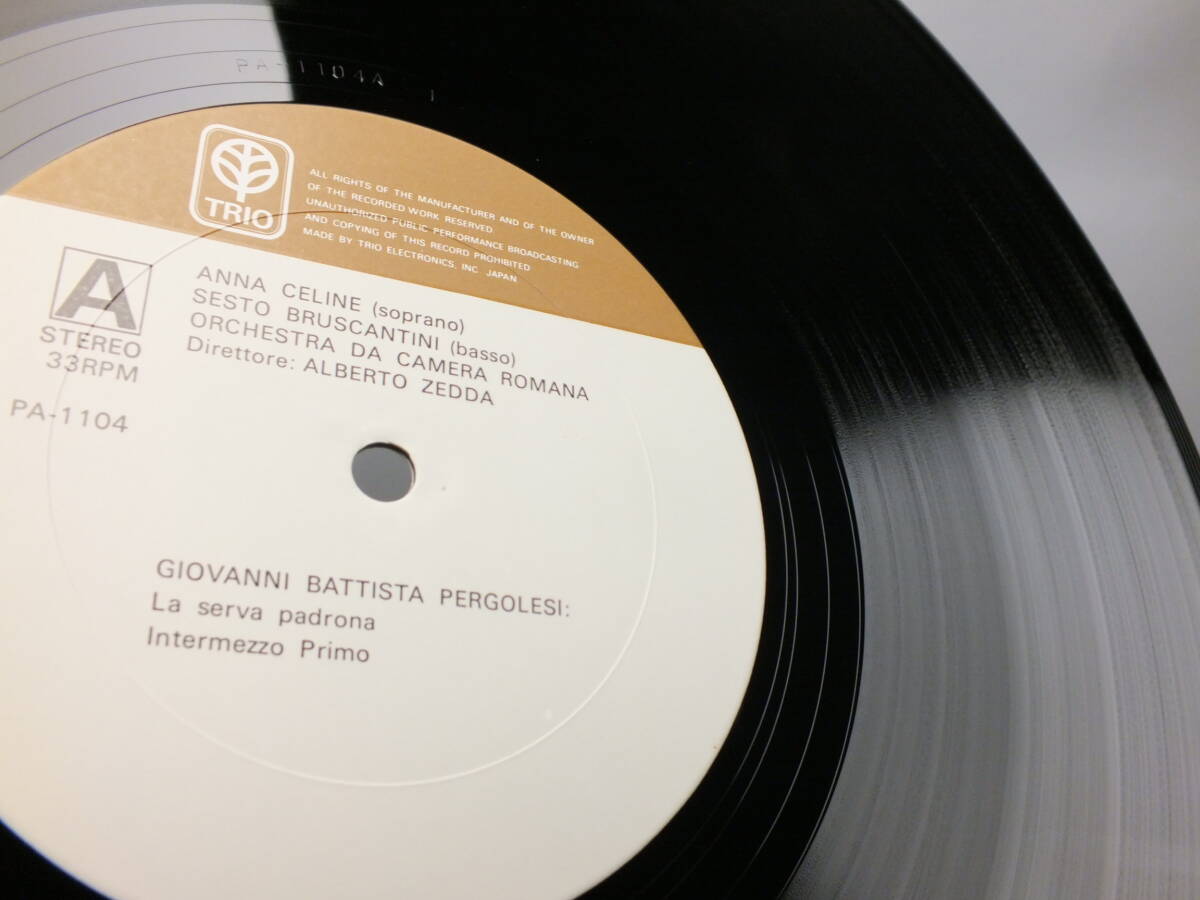 PA-1104A 1
TRIO
ALL RIGHTS OF THE MANUFACTURER AND OF THE OWNER
OF THE RECORDED WORK RESERVED
UNAUTHORIZED PUBLIC PERFORMANCE BROADCASTING
AND COPYING OF THIS RECORD PROHIBITED
MADE BY TRIO ELECTRONICS, INC. JAPAN
A
STEREO
33RPM
PA-1104
ANNA CELINE (soprano)
SESTO BRUSCANTINI (basso)
ORCHESTRA DA CAMERA ROMANA
Direttore: ALBERTO ZEDDA
GIOVANNI BATTISTA PERGOLESI:
La serva padrona
Intermezzo Primo